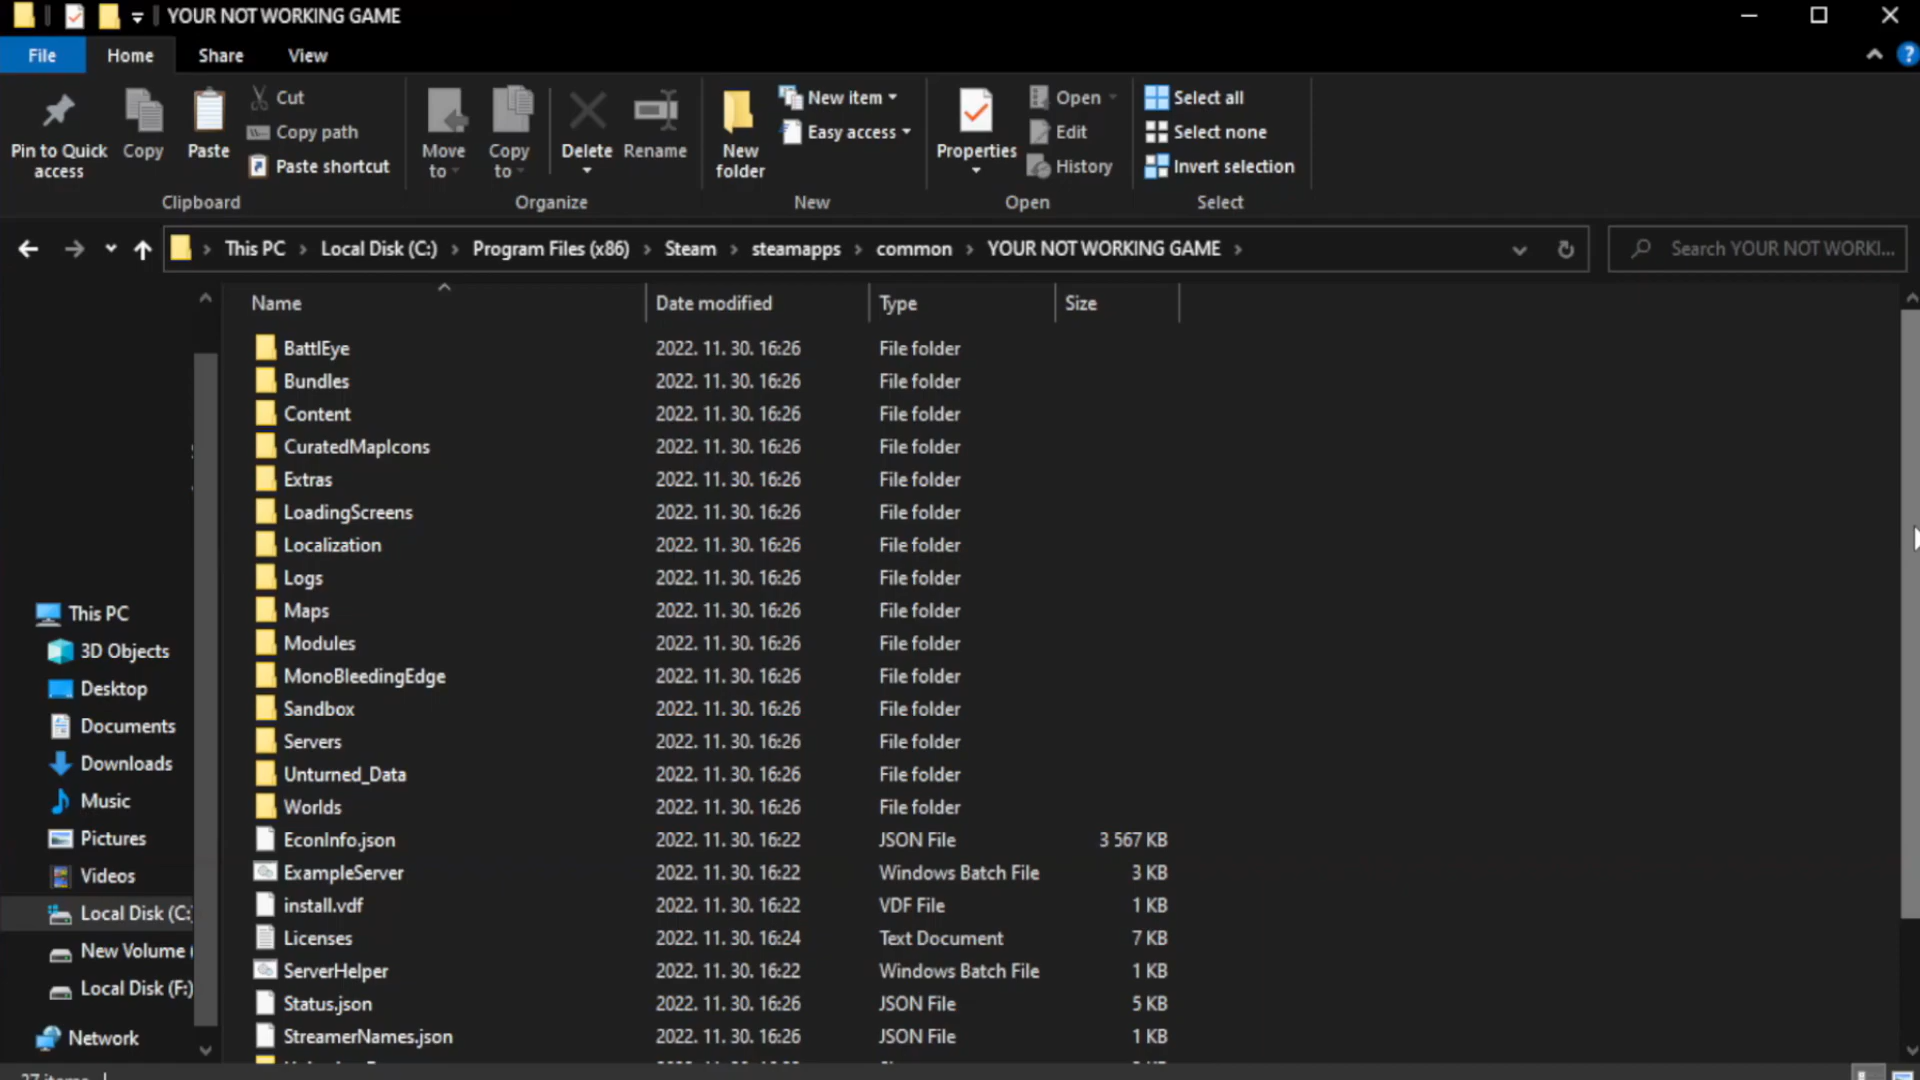 YOUR NOT WORKING GAME
File Home Share View
Pin to Quick access
Copy
Paste
Cut
Copy path
Paste shortcut
Move to
Copy to
Delete
Rename
New folder
New item
Easy access
Properties
Open
Edit
History
Select all
Select none
Invert selection
Clipboard Organize New Open Select
This PC Local Disk (C:) Program Files (x86) Steam steamapps common YOUR NOT WORKING GAME
Search YOUR NOT WORKI...
Name Date modified Type Size
BattlEye 2022. 11. 30. 16:26 File folder
Bundles 2022. 11. 30. 16:26 File folder
Content 2022. 11. 30. 16:26 File folder
CuratedMapIcons 2022. 11. 30. 16:26 File folder
Extras 2022. 11. 30. 16:26 File folder
LoadingScreens 2022. 11. 30. 16:26 File folder
Localization 2022. 11. 30. 16:26 File folder
Logs 2022. 11. 30. 16:26 File folder
Maps 2022. 11. 30. 16:26 File folder
Modules 2022. 11. 30. 16:26 File folder
MonoBleedingEdge 2022. 11. 30. 16:26 File folder
Sandbox 2022. 11. 30. 16:26 File folder
Servers 2022. 11. 30. 16:26 File folder
Unturned_Data 2022. 11. 30. 16:26 File folder
Worlds 2022. 11. 30. 16:26 File folder
EconInfo.json 2022. 11. 30. 16:22 JSON File 3 567 KB
ExampleServer 2022. 11. 30. 16:22 Windows Batch File 3 KB
install.vdf 2022. 11. 30. 16:22 VDF File 1 KB
Licenses 2022. 11. 30. 16:24 Text Document 7 KB
ServerHelper 2022. 11. 30. 16:22 Windows Batch File 1 KB
Status.json 2022. 11. 30. 16:26 JSON File 5 KB
StreamerNames.json 2022. 11. 30. 16:26 JSON File 1 KB
This PC
3D Objects
Desktop
Documents
Downloads
Music
Pictures
Videos
Local Disk (C:)
New Volume (
Local Disk (F:)
Network